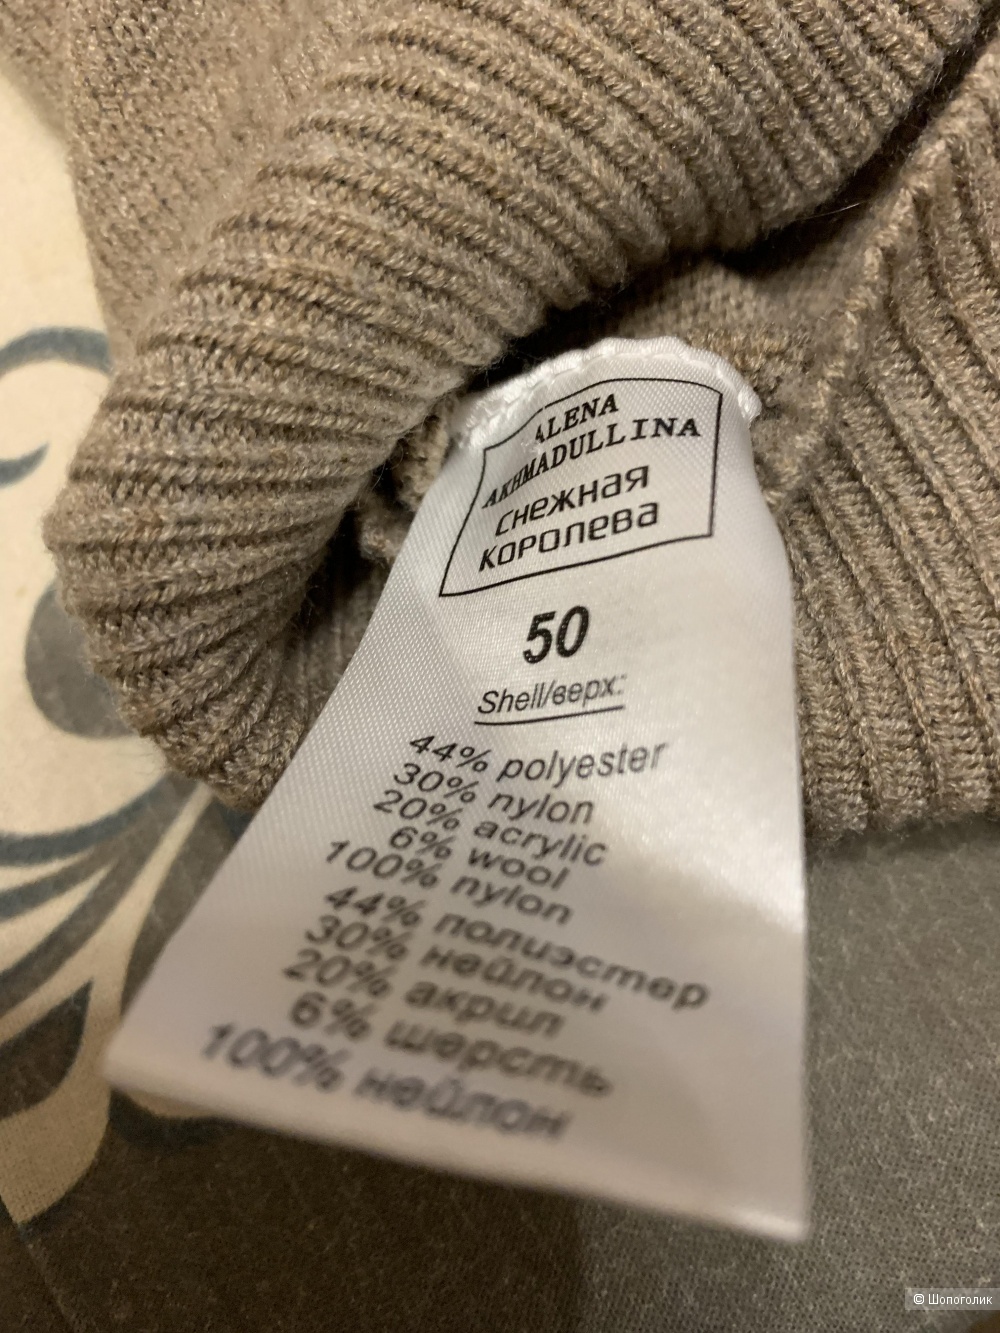 ALENA
AKHMADULLINA
снежная
королева
50
Shell/верх:
44% polyester
30% nylon
20% acrylic
6% wool
100% nylon
44% полиэстер
30% нейлон
20% акрил
6% шерсть
100% нейлон
© Шопоголик